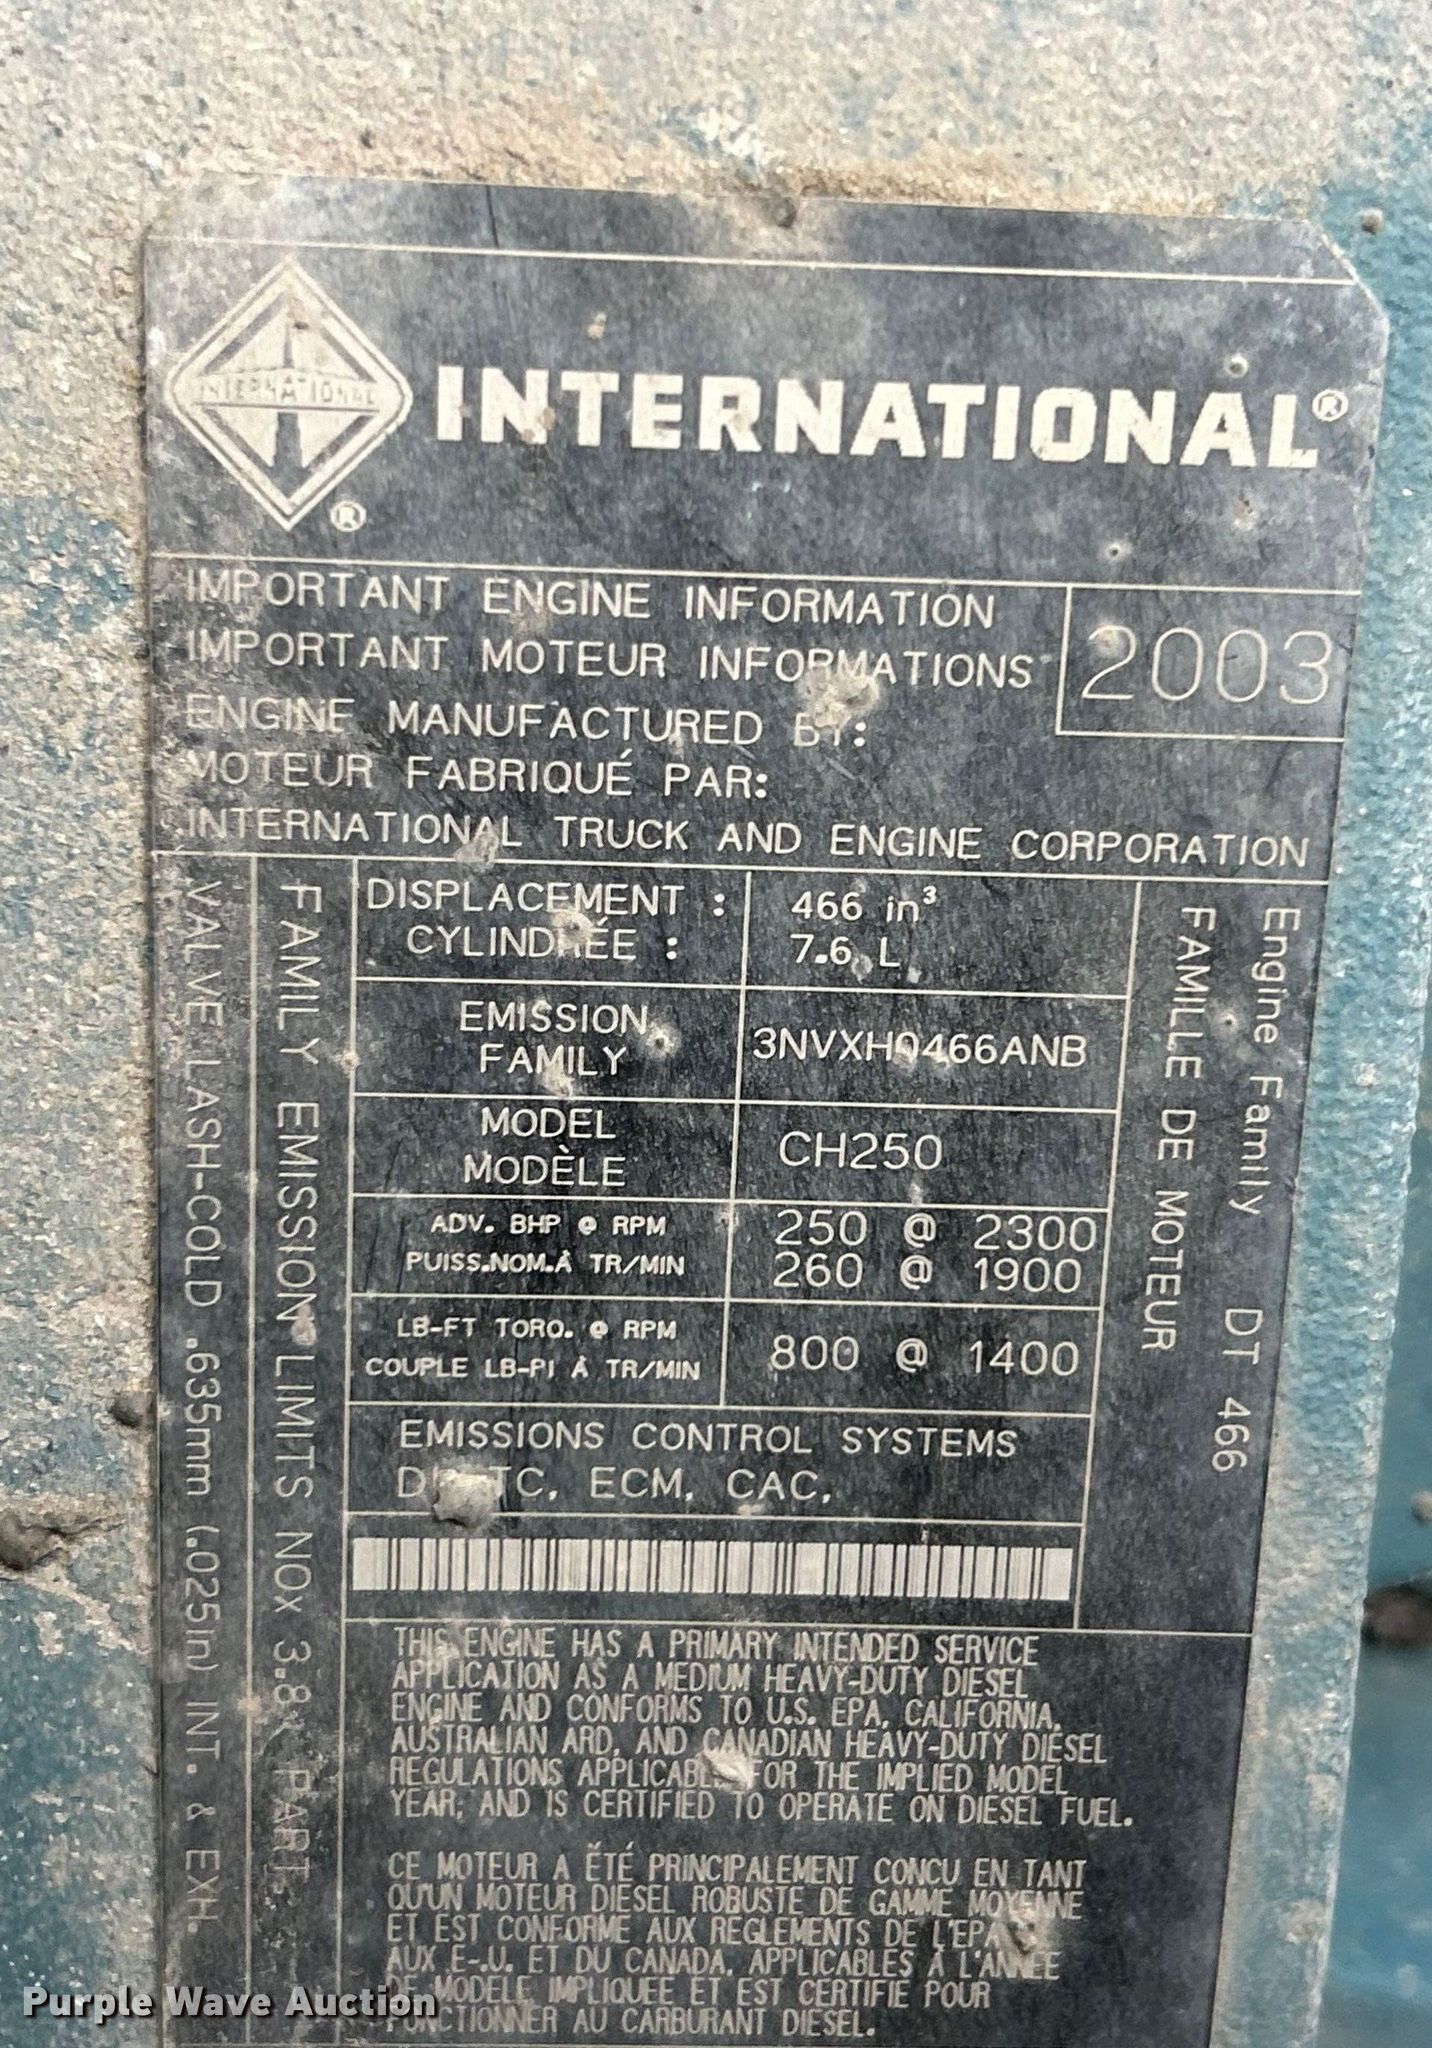 INTERNATIONAL
®
INTERNATIONAL®
IMPORTANT ENGINE INFORMATION
IMPORTANT MOTEUR INFORMATIONS
2003
ENGINE MANUFACTURED BY:
MOTEUR FABRIQUÉ PAR:
INTERNATIONAL TRUCK AND ENGINE CORPORATION
VALVE LASH-COLD .635mm (.025in) INT. & EXH.
FAMILY EMISSION LIMITS NOx 3.8, PART.
DISPLACEMENT : 466 in³
CYLINDRÉE : 7.6 L
EMISSION
FAMILY
3NVXH0466ANB
MODEL
MODÈLE
CH250
ADV. BHP @ RPM 250 @ 2300
PUISS.NOM.À TR/MIN 260 @ 1900
LB-FT TORQ. @ RPM
COUPLE LB-PI À TR/MIN
800 @ 1400
EMISSIONS CONTROL SYSTEMS
TC, ECM, CAC,
Engine Family DT 466
FAMILLE DE MOTEUR
THIS ENGINE HAS A PRIMARY INTENDED SERVICE
APPLICATION AS A MEDIUM HEAVY-DUTY DIESEL
ENGINE AND CONFORMS TO U.S. EPA, CALIFORNIA,
AUSTRALIAN ARD, AND CANADIAN HEAVY-DUTY DIESEL
REGULATIONS APPLICABLE FOR THE IMPLIED MODEL
YEAR; AND IS CERTIFIED TO OPERATE ON DIESEL FUEL.
CE MOTEUR A ÉTÉ PRINCIPALEMENT CONCU EN TANT
QU'UN MOTEUR DIESEL ROBUSTE DE GAMME MOYENNE
ET EST CONFORME AUX REGLEMENTS DE L'EPA
AUX E-.U. ET DU CANADA, APPLICABLES À L'ANNÉE
DE MODELE IMPLIQUEE ET EST CERTIFIE POUR
FONCTIONNER AU CARBURANT DIESEL.
Purple Wave Auction